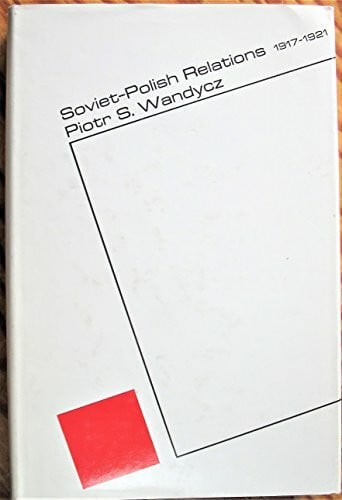 Soviet-Polish Relations 1917-1921
Piotr S. Wandycz